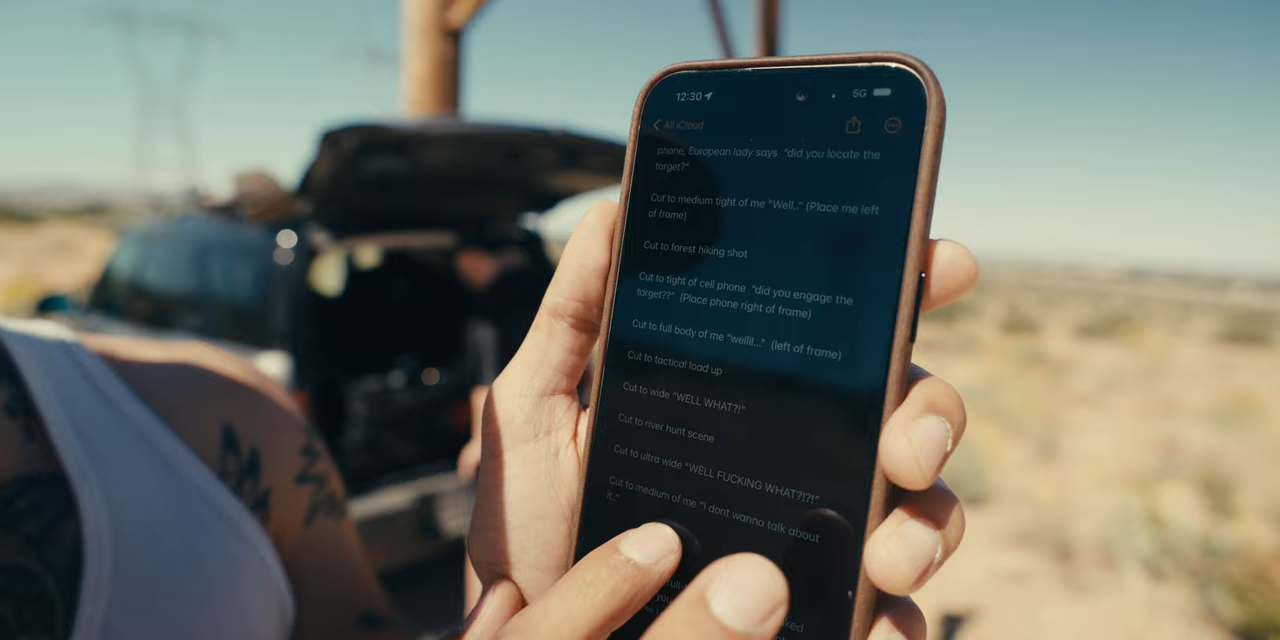 12:30
5G
All iCloud
phone, European lady says "did you locate the
target?"
Cut to medium tight of me "Well.." (Place me left
of frame)
Cut to forest hiking shot
Cut to tight of cell phone "did you engage the
target??" (Place phone right of frame)
Cut to full body of me "wellll..." (left of frame)
Cut to tactical load up
Cut to wide "WELL WHAT?!"
Cut to river hunt scene
Cut to ultra wide "WELL FUCKING WHAT?!?!"
Cut to medium of me "I dont wanna talk about
it."